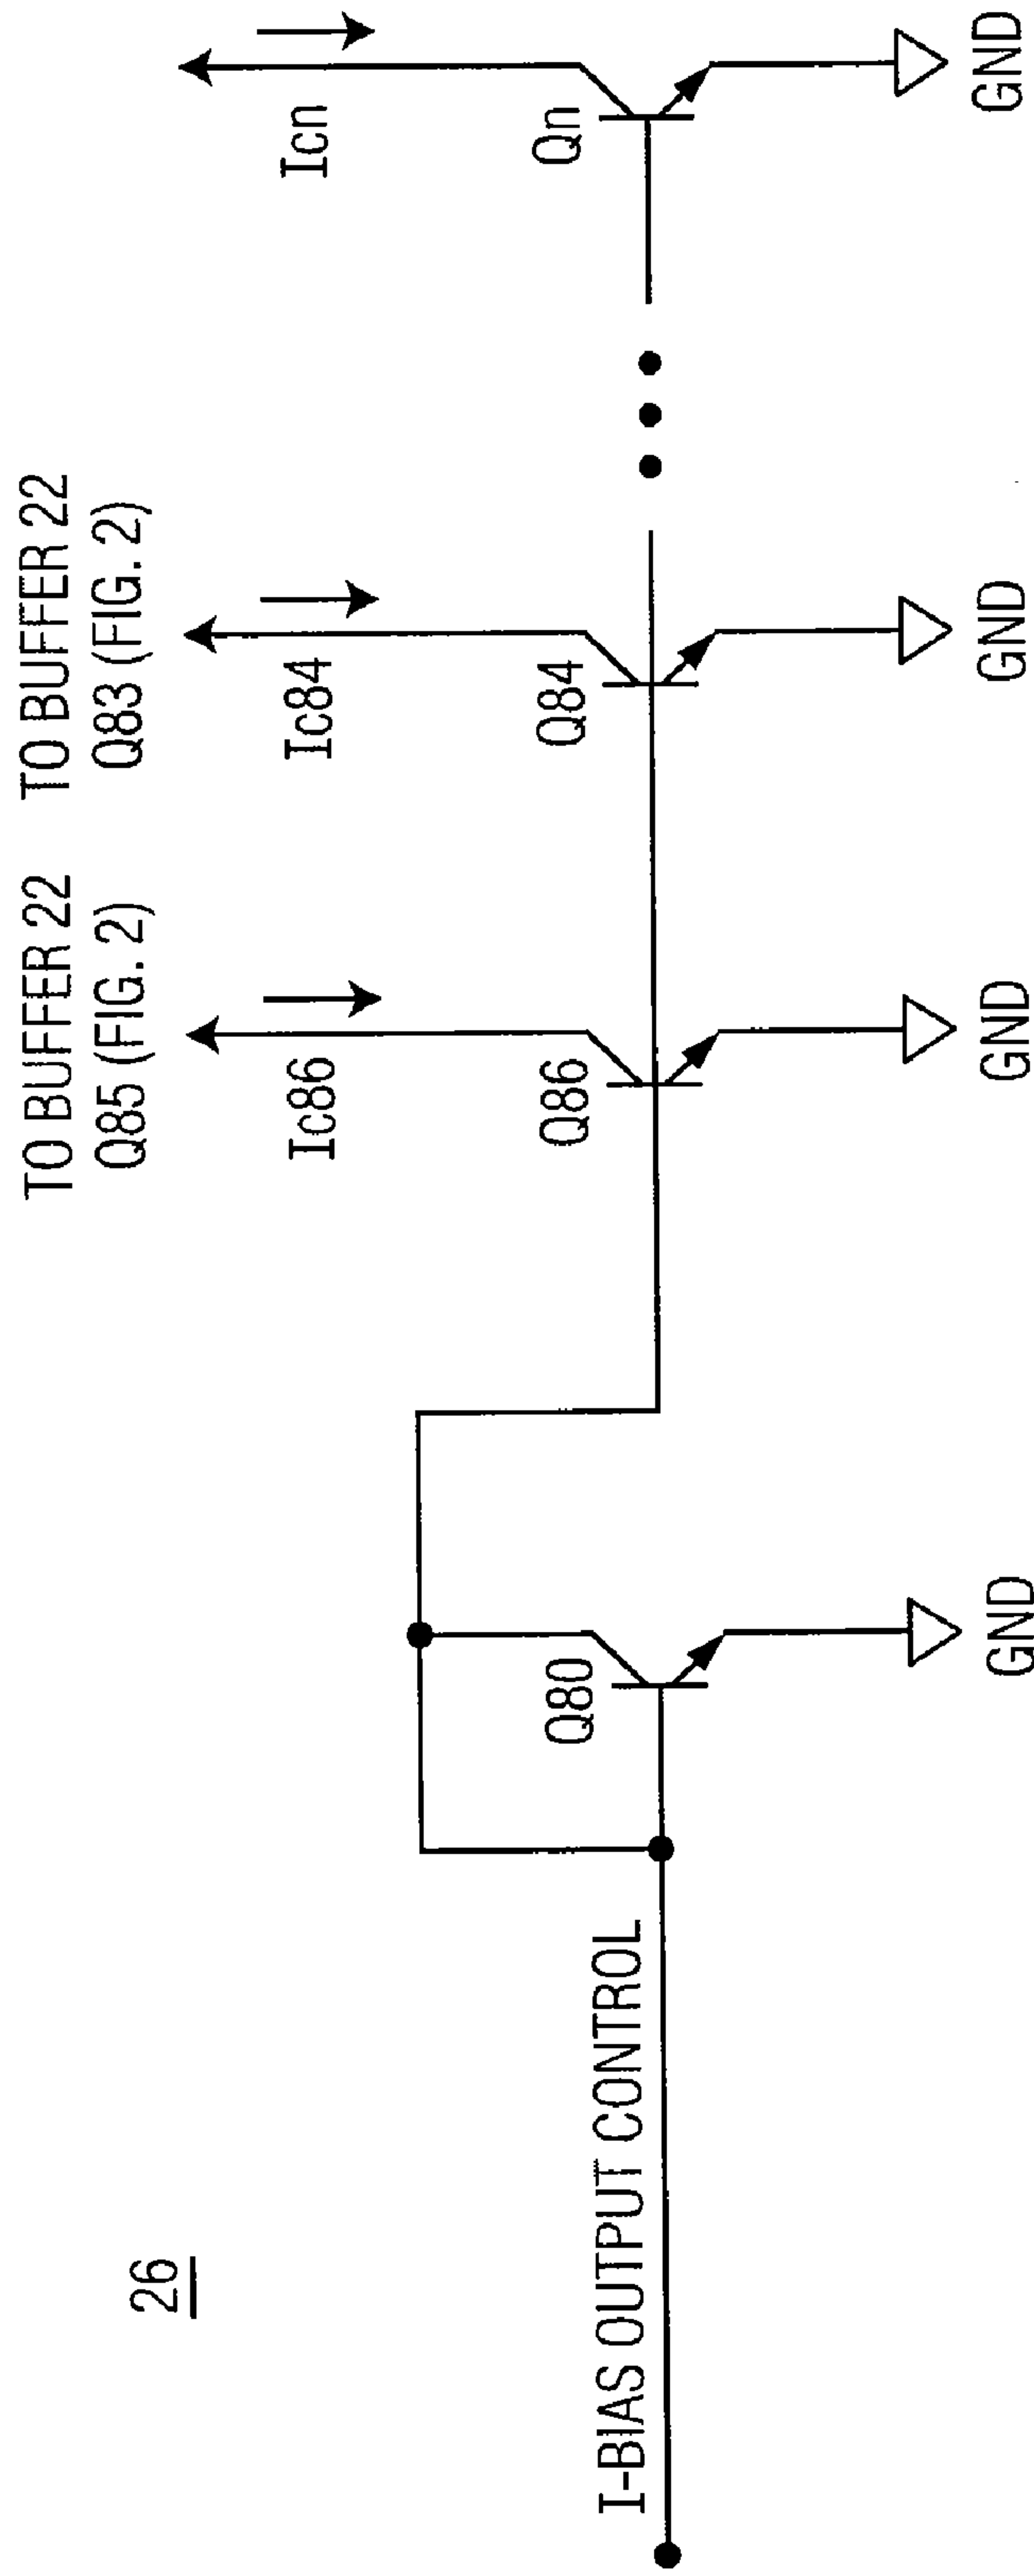 26
TO BUFFER 22
Q85 (FIG. 2)
TO BUFFER 22
Q83 (FIG. 2)
Ic86
Ic84
Icn
I-BIAS OUTPUT CONTROL
Q80
Q86
Q84
Qn
GND
GND
GND
GND